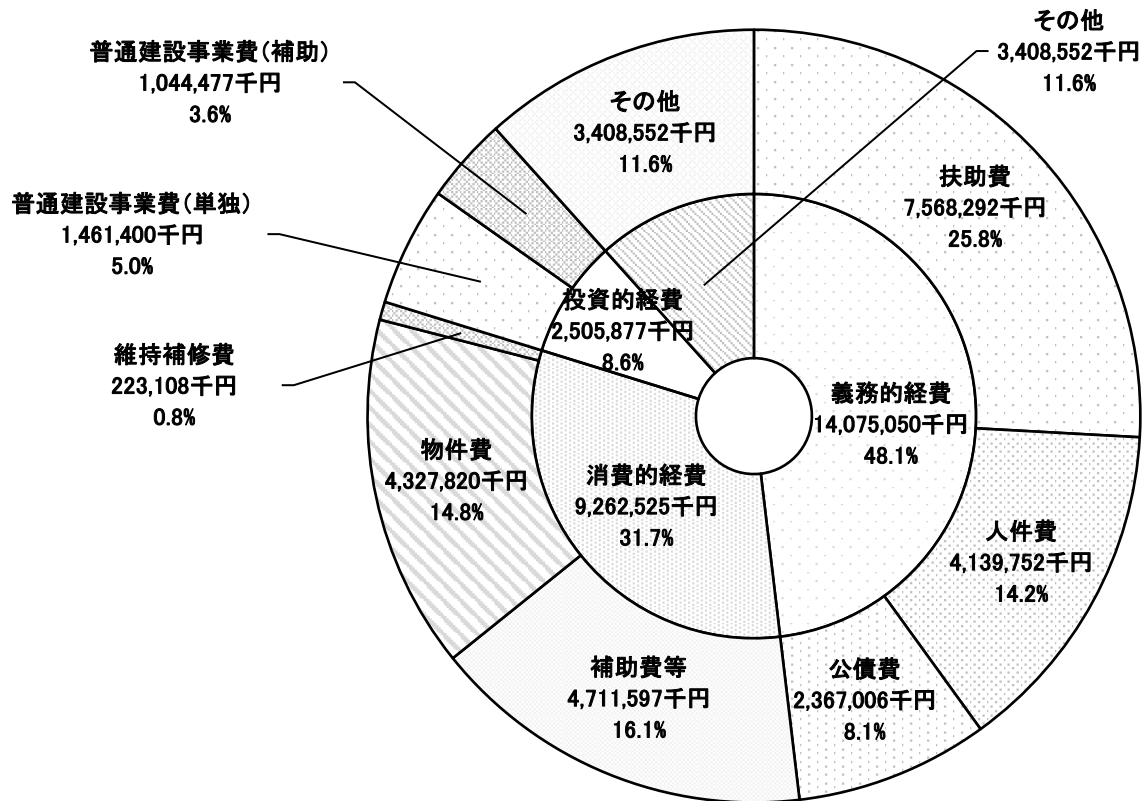 その他
3,408,552千円
11.6%
普通建設事業費(補助)
1,044,477千円
3.6%
その他
3,408,552千円
11.6%
扶助費
7,568,292千円
25.8%
普通建設事業費(単独)
1,461,400千円
5.0%
投資的経費
2,505,877千円
8.6%
維持補修費
223,108千円
0.8%
義務的経費
14,075,050千円
48.1%
物件費
4,327,820千円
14.8%
消費的経費
9,262,525千円
31.7%
人件費
4,139,752千円
14.2%
補助費等
4,711,597千円
16.1%
公債費
2,367,006千円
8.1%